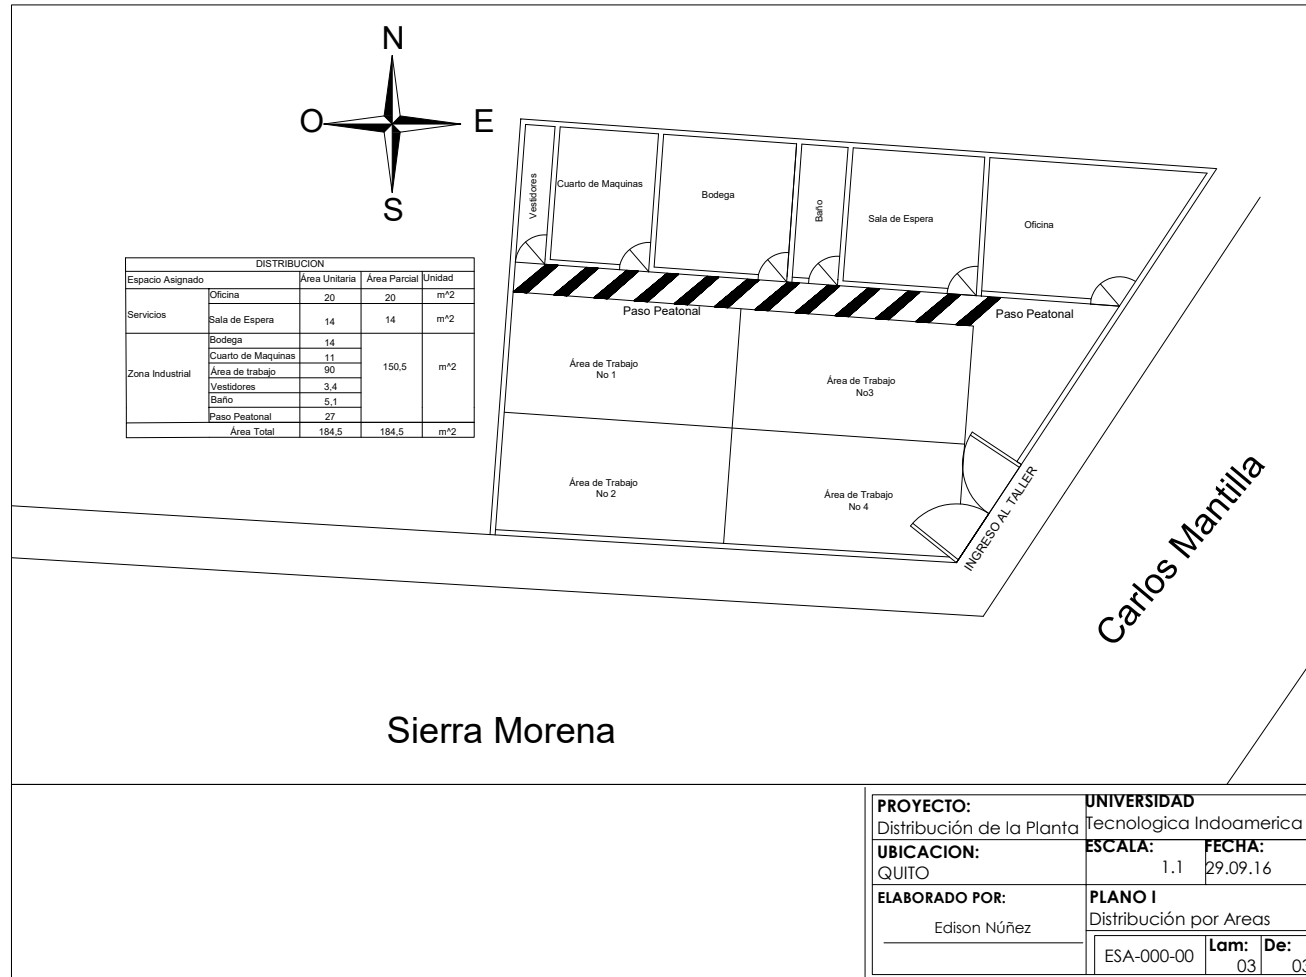 N
O
E
S
Vestidores
Cuarto de Maquinas
Bodega
Baño
Sala de Espera
Oficina
Paso Peatonal
Paso Peatonal
Área de Trabajo
No 1
Área de Trabajo
No3
Área de Trabajo
No 2
Área de Trabajo
No 4
INGRESO AL TALLER
DISTRIBUCION
Espacio Asignado Área Unitaria Área Parcial Unidad
Servicios
Oficina 20 20 m^2
Sala de Espera 14 14 m^2
Zona Industrial
Bodega 14
Cuarto de Maquinas 11
Área de trabajo 90
150,5 m^2
Vestidores 3,4
Baño 5,1
Paso Peatonal 27
Área Total 184,5 184,5 m^2
Carlos Mantilla
Sierra Morena
PROYECTO:
Distribución de la Planta
UNIVERSIDAD
Tecnologica Indoamerica
UBICACION:
QUITO
ESCALA:
1.1
FECHA:
29.09.16
ELABORADO POR:
Edison Núñez
PLANO I
Distribución por Areas
ESA-000-00
Lam:
03
De:
03